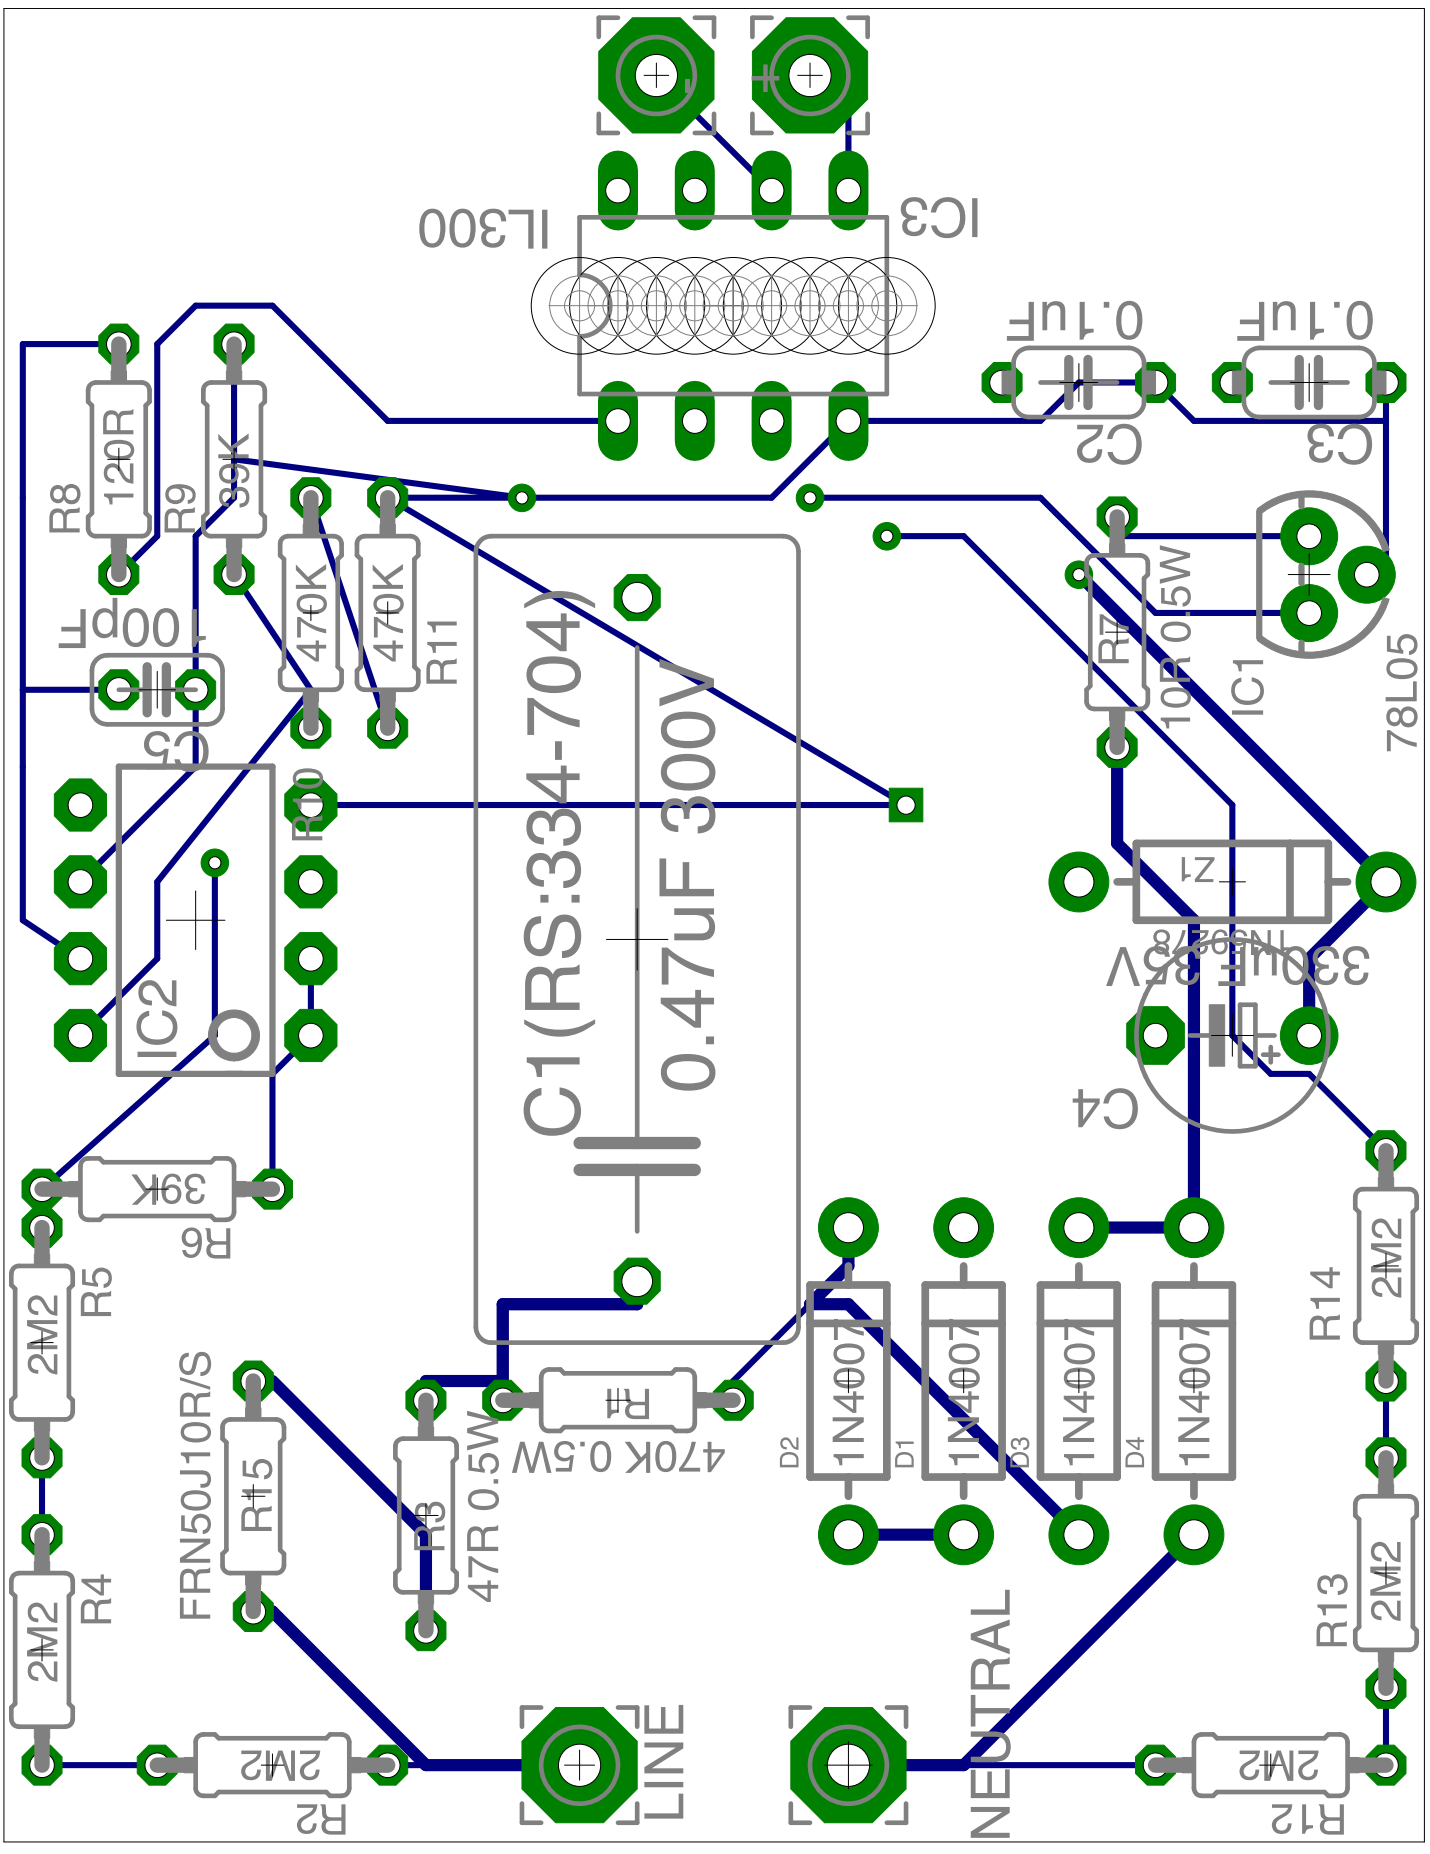 -
+
IL300
IC3
0.1uF
0.1uF
C2
C3
R8
120R
R9
39K
470K
470K
R11
100pF
C5
R10
IC2
C1(RS:334-704)
0.47uF 300V
R7
10R 0.5W
IC1
78L05
Z1
1N5927B
330uF 35V
+
C4
39K
R6
2M2
R5
2M2
R4
FRN50J10R/S
R15
R3
47R 0.5W
R1
470K 0.5W
D2
1N4007
D1
1N4007
D3
1N4007
D4
1N4007
R14
2M2
R13
2M2
2M2
R2
LINE
NEUTRAL
2M2
R12